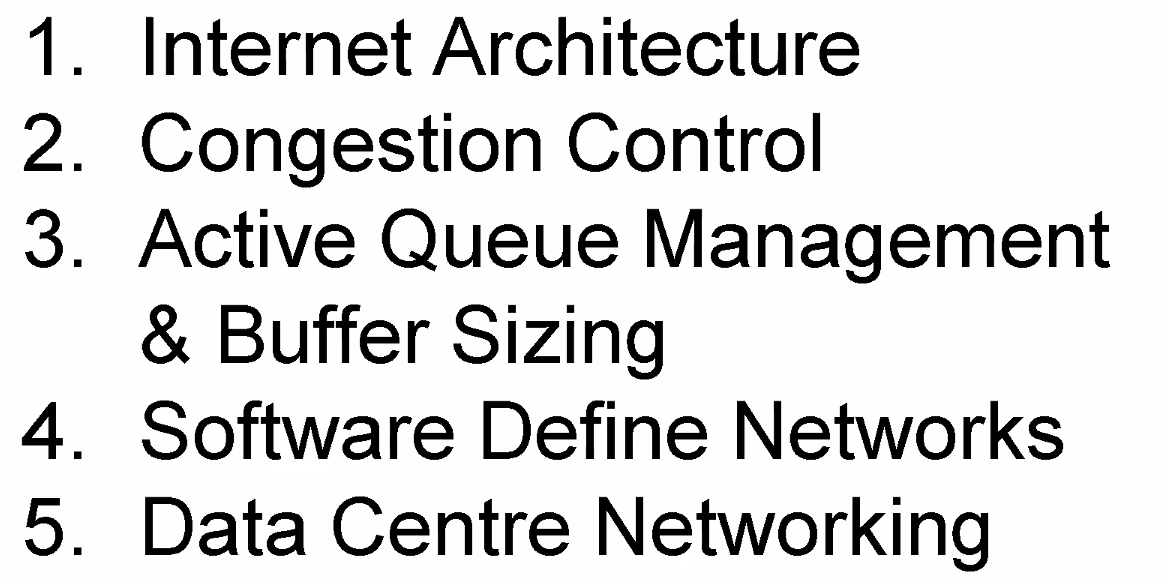 1. Internet Architecture
2. Congestion Control
3. Active Queue Management
& Buffer Sizing
4. Software Define Networks
5. Data Centre Networking